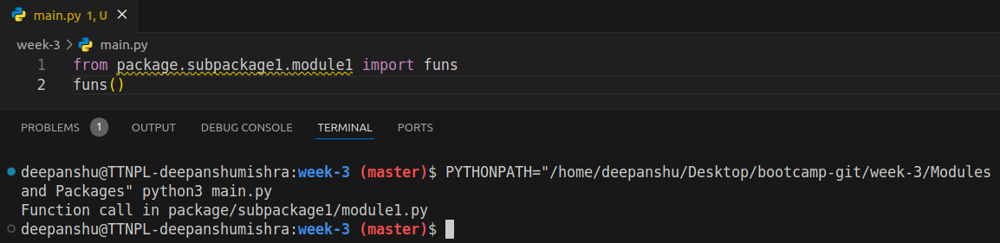 main.py 1, U
week-3 > main.py
1 from package.subpackage1.module1 import funs
2 funs()
PROBLEMS 1 OUTPUT DEBUG CONSOLE TERMINAL PORTS
deepanshu@TTNPL-deepanshumishra:week-3 (master)$ PYTHONPATH="/home/deepanshu/Desktop/bootcamp-git/week-3/Modules
and Packages" python3 main.py
Function call in package/subpackage1/module1.py
deepanshu@TTNPL-deepanshumishra:week-3 (master)$